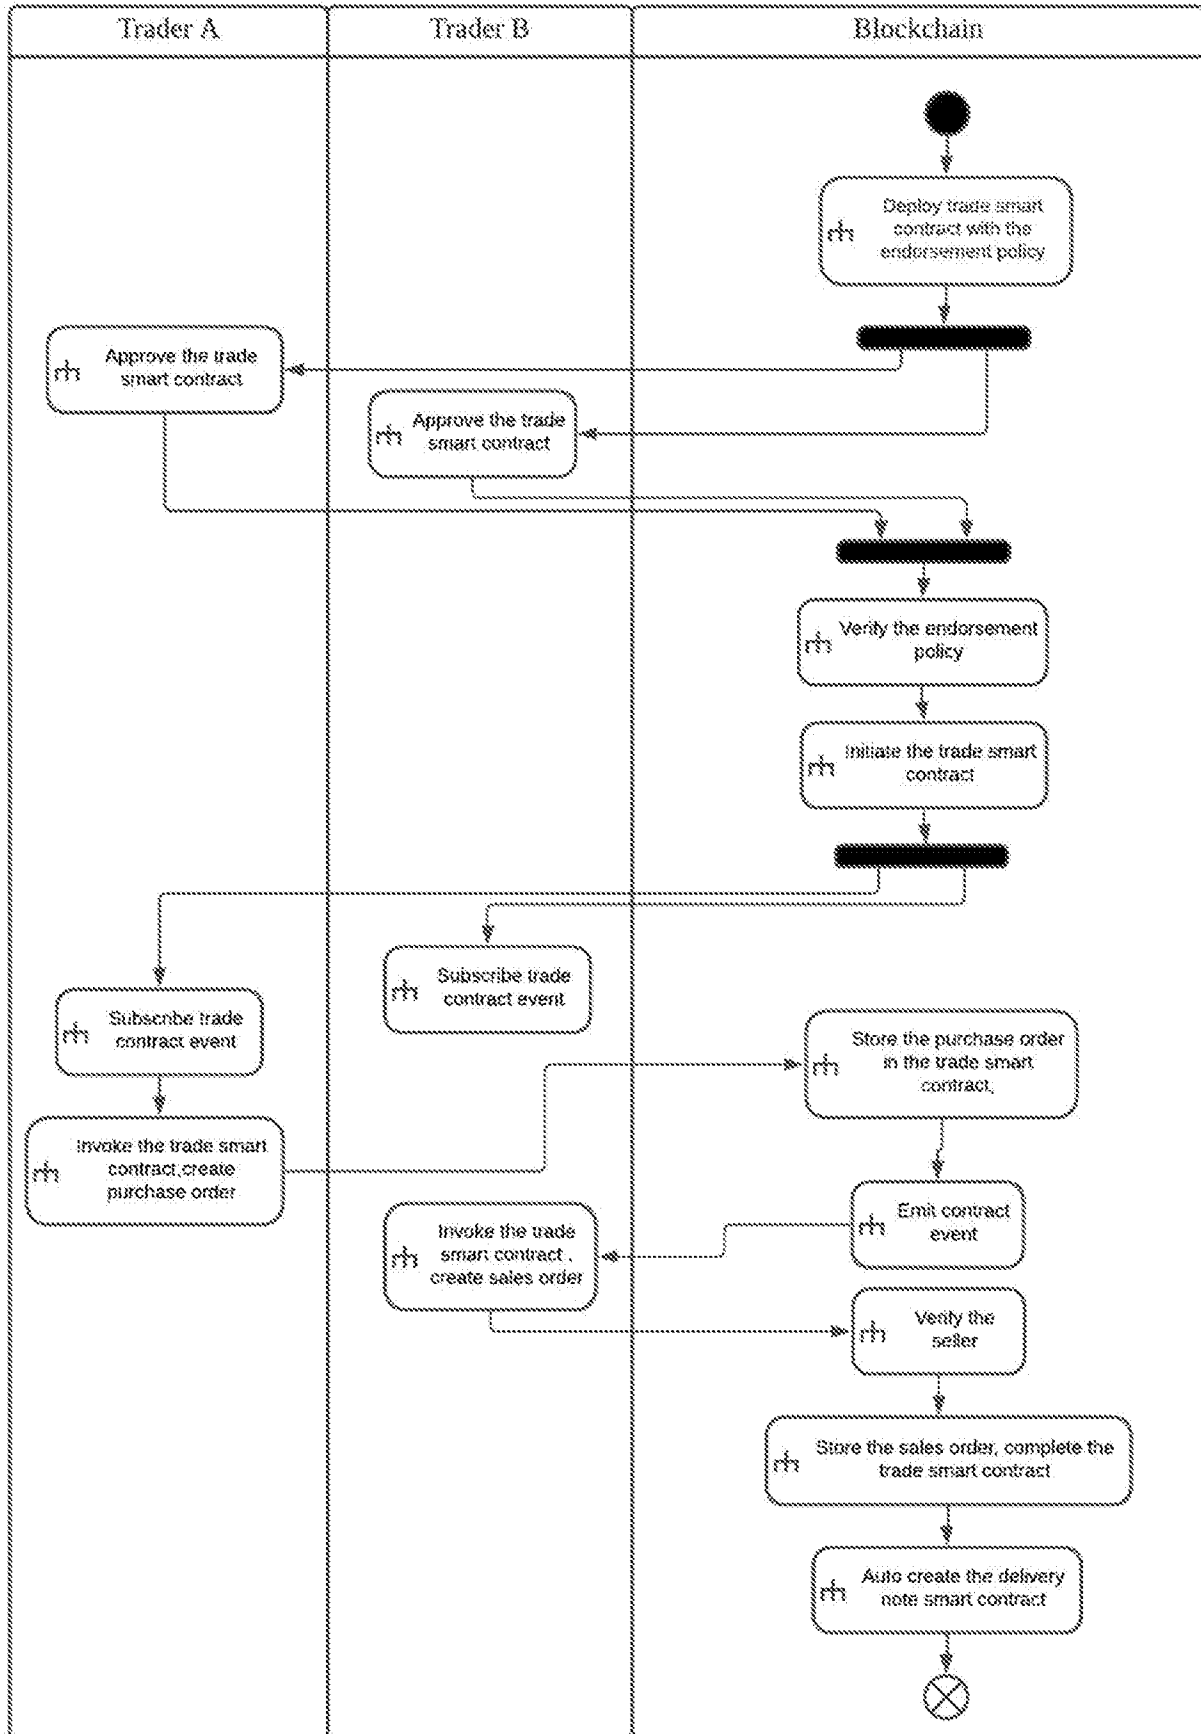 Trader A
Trader B
Blockchain
Deploy trade smart
contract with the
endorsement policy
Approve the trade
smart contract
Approve the trade
smart contract
Verify the endorsement
policy
Initiate the trade smart
contract
Subscribe trade
contract event
Subscribe trade
contract event
Store the purchase order
in the trade smart
contract,
Invoke the trade smart
contract,create
purchase order
Emit contract
event
Invoke the trade
smart contract ,
create sales order
Verify the
seller
Store the sales order, complete the
trade smart contract
Auto create the delivery
note smart contract